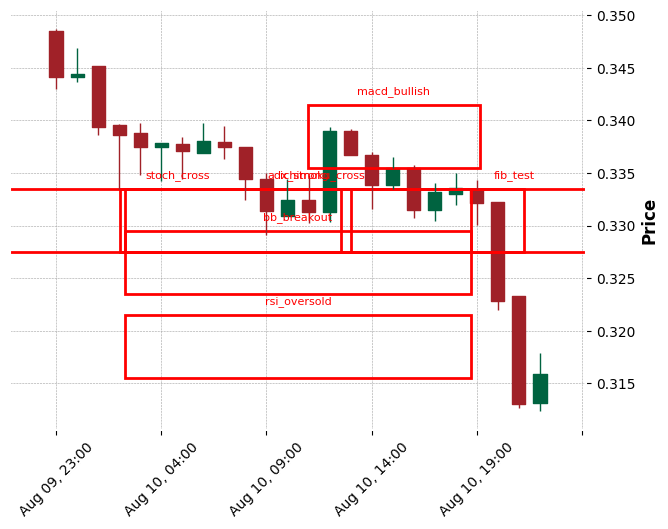 0.350
0.345
macd_bullish
0.340
0.335
stoch_cross
fib_test
0.330
Price
bb_breakout
0.325
rsi_oversold
0.320
0.315
Aug 09, 23:00
Aug 10, 04:00
Aug 10, 09:00
Aug 10, 14:00
Aug 10, 19:00